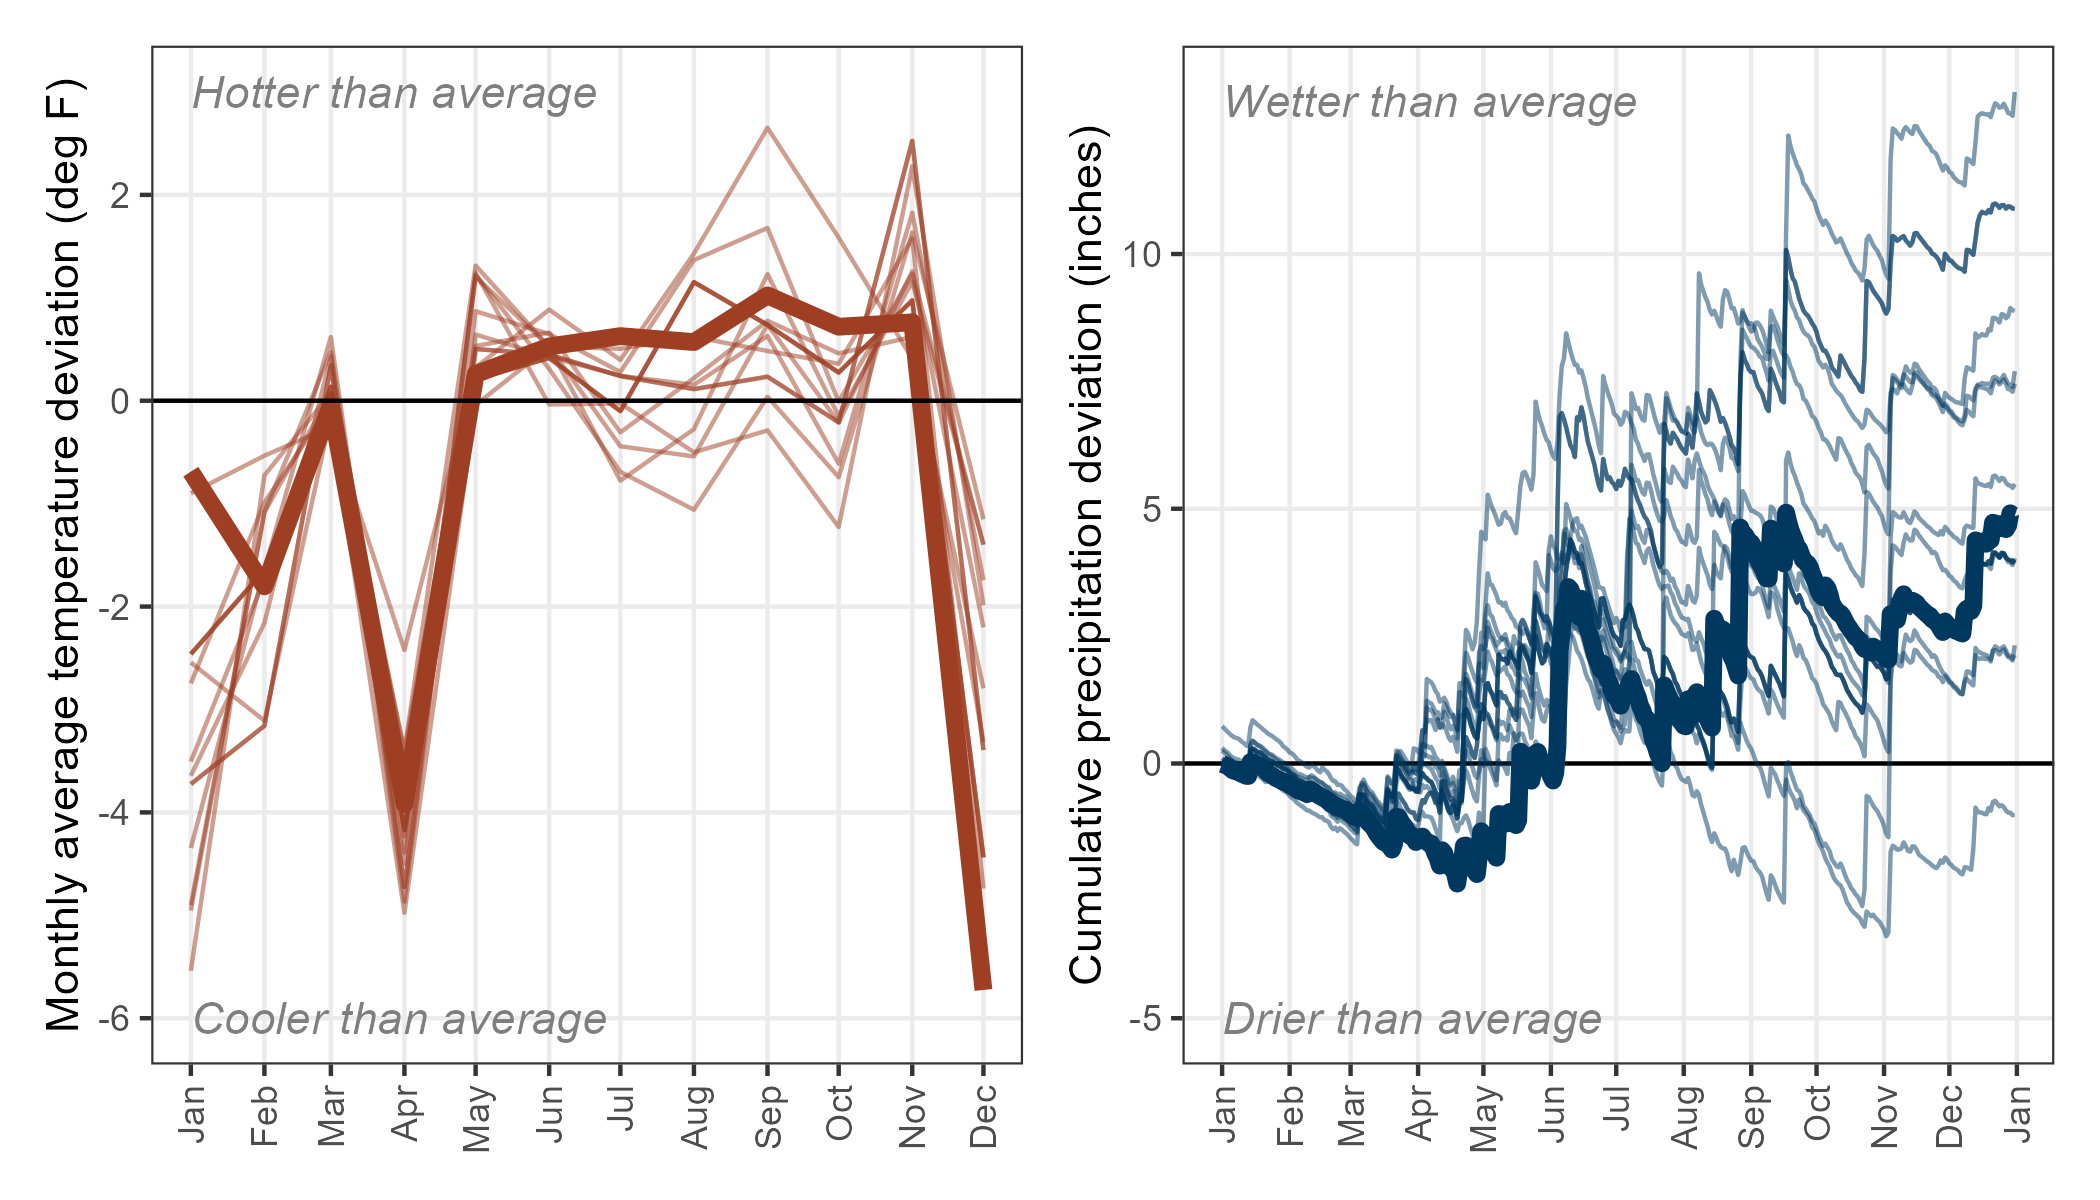 Monthly average temperature deviation (deg F)
Hotter than average
2
0
-2
-4
-6
Cooler than average
Jan
Feb
Mar
Apr
May
Jun
Jul
Aug
Sep
Oct
Nov
Dec
Cumulative precipitation deviation (inches)
Wetter than average
10
5
0
-5
Drier than average
Jan
Feb
Mar
Apr
May
Jun
Jul
Aug
Sep
Oct
Nov
Dec
Jan